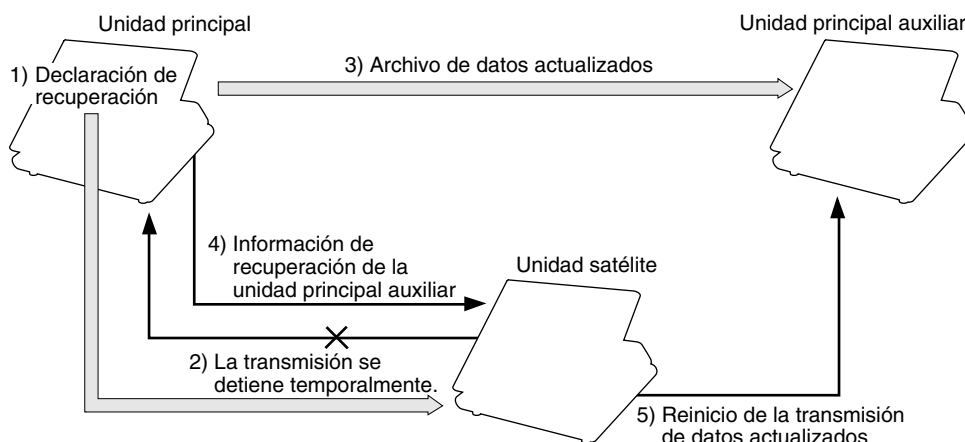 Unidad principal
Unidad principal auxiliar
1) Declaración de
recuperación
3) Archivo de datos actualizados
4) Información de
recuperación de la
unidad principal auxiliar
Unidad satélite
2) La transmisión se
detiene temporalmente.
5) Reinicio de la transmisión
de datos actualizados